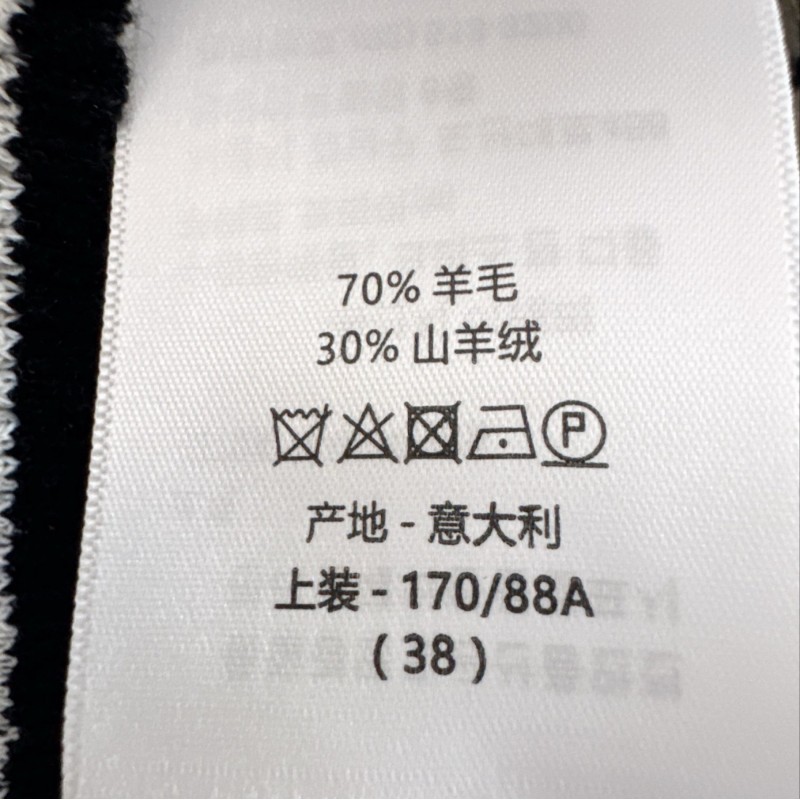 70% 羊毛
30% 山羊绒
P
产地 - 意大利
上装 - 170/88A
( 38 )